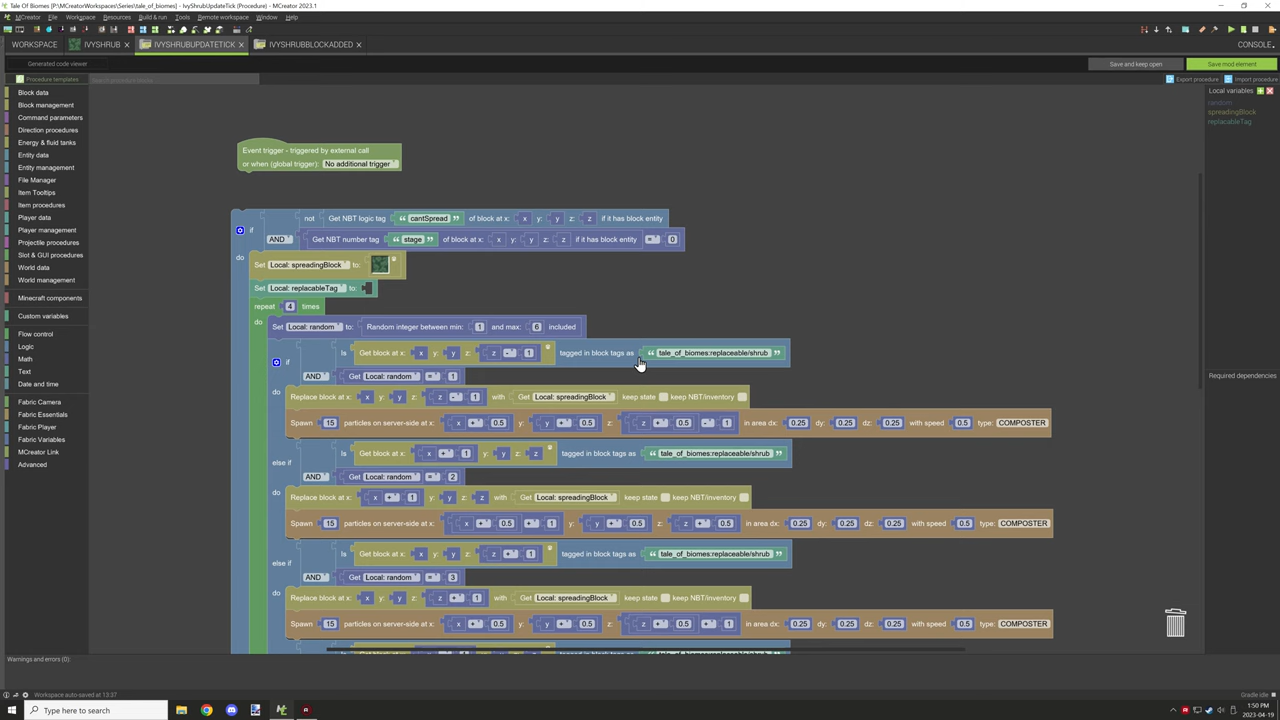 Tale Of Biomes [P:\MCreatorWorkspaces\Series\tale_of_biomes] - IvyShrubUpdateTick (Procedure) - MCreator 2023.1
MCreator File Workspace Resources Build & run Tools Remote workspace Window Help
WORKSPACE IVYSHRUB × IVYSHRUBUPDATETICK × IVYSHRUBBLOCKADDED × CONSOLE
Generated code viewer Save and keep open Save mod element
Procedure templates Export procedure Import procedure
Block data
Block management
Command parameters
Direction procedures
Energy & fluid tanks
Entity data
Entity management
File Manager
Item Tooltips
Item procedures
Player data
Player management
Projectile procedures
Slot & GUI procedures
World data
World management
Minecraft components
Custom variables
Flow control
Logic
Math
Text
Date and time
Fabric Camera
Fabric Essentials
Fabric Player
Fabric Variables
MCreator Link
Advanced
Event trigger - triggered by external call
or when (global trigger): No additional trigger
not Get NBT logic tag “ cantSpread ” of block at x: x y: y z: z if it has block entity
if
AND Get NBT number tag “ stage ” of block at x: x y: y z: z if it has block entity = 0
do Set Local: spreadingBlock to:
Set Local: replacableTag to:
repeat 4 times
do Set Local: random to: Random integer between min: 1 and max: 6 included
if Is Get block at x: x y: y z: z - 1 tagged in block tags as “ tale_of_biomes:replaceable/shrub ”
AND Get Local: random = 1
do Replace block at x: x y: y z: z - 1 with Get Local: spreadingBlock keep state keep NBT/inventory
Spawn 15 particles on server-side at x: x + 0.5 y: y + 0.5 z: z + 0.5 - 1 in area dx: 0.25 dy: 0.25 dz: 0.25 with speed 0.5 type: COMPOSTER
else if Is Get block at x: x + 1 y: y z: z tagged in block tags as “ tale_of_biomes:replaceable/shrub ”
AND Get Local: random = 2
do Replace block at x: x + 1 y: y z: z with Get Local: spreadingBlock keep state keep NBT/inventory
Spawn 15 particles on server-side at x: x + 0.5 + 1 y: y + 0.5 z: z + 0.5 in area dx: 0.25 dy: 0.25 dz: 0.25 with speed 0.5 type: COMPOSTER
else if Is Get block at x: x y: y z: z + 1 tagged in block tags as “ tale_of_biomes:replaceable/shrub ”
AND Get Local: random = 3
do Replace block at x: x y: y z: z + 1 with Get Local: spreadingBlock keep state keep NBT/inventory
Spawn 15 particles on server-side at x: x + 0.5 y: y + 0.5 z: z + 0.5 + 1 in area dx: 0.25 dy: 0.25 dz: 0.25 with speed 0.5 type: COMPOSTER
Local variables
random
spreadingBlock
replacableTag
Required dependencies
Warnings and errors (0):
Workspace auto-saved at 13:37 Gradle idle
Type here to search
1:50 PM
2023-04-19